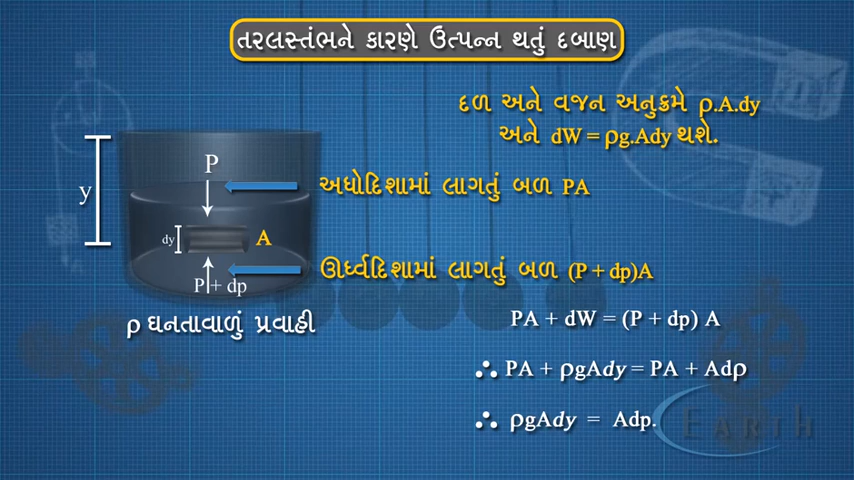 તરલસ્તંભને કારણે ઉત્પન્ન થતું દબાણ
દળ અને વજન અનુક્રમે ρ.A.dy
અને dW = ρg.Ady થશે.
P
y
અધોદિશામાં લાગતું બળ PA
dy
A
ઊર્ધ્વદિશામાં લાગતું બળ (P + dp)A
P + dp
ρ ઘનતાવાળું પ્રવાહી
PA + dW = (P + dp) A
∴ PA + ρgAdy = PA + Adρ
∴ ρgAdy = Adp.
EARTH